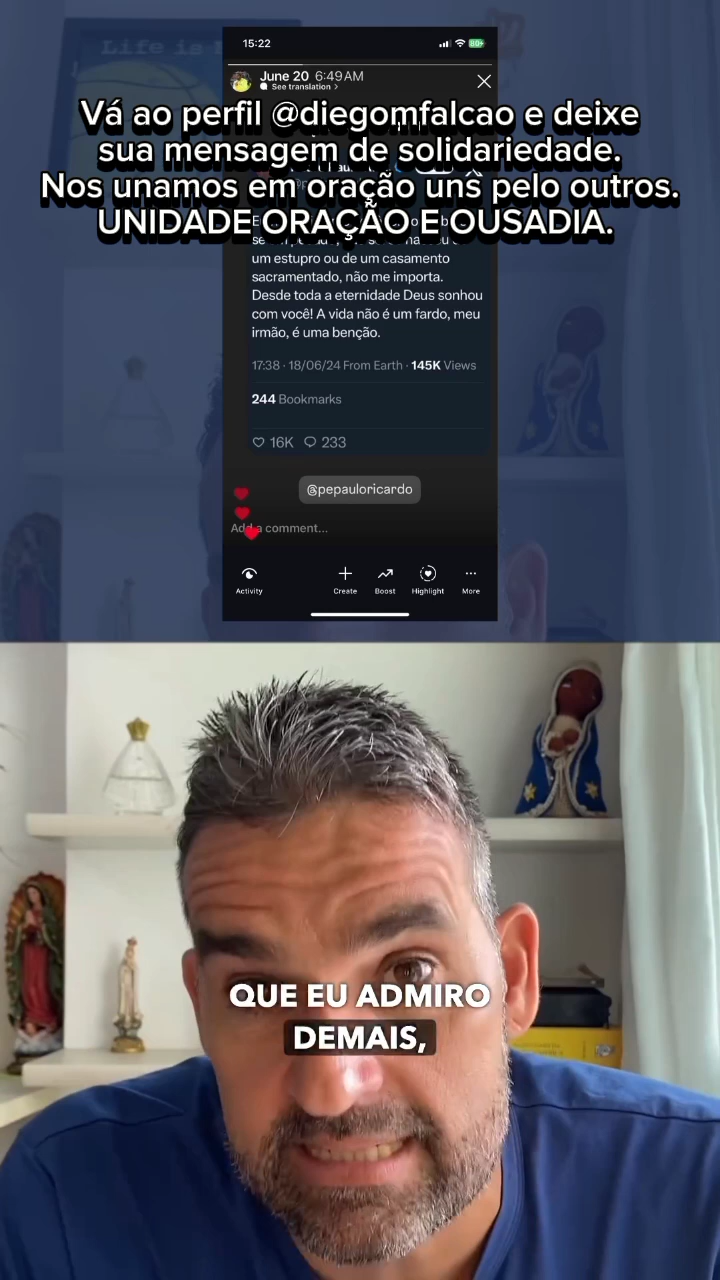 Life is
15:22
80+
June 20 6:49AM
See translation >
Vá ao perfil @diegomfalcao e deixe
sua mensagem de solidariedade.
Nos unamos em oração uns pelo outros.
UNIDADE ORAÇÃO E OUSADIA.
um estupro ou de um casamento
sacramentado, não me importa.
Desde toda a eternidade Deus sonhou
com você! A vida não é um fardo, meu
irmão, é uma benção.
17:38 · 18/06/24 From Earth · 145K Views
244 Bookmarks
16K 233
@pepauloricardo
Add a comment...
Activity Create Boost Highlight More
QUE EU ADMIRO
DEMAIS,